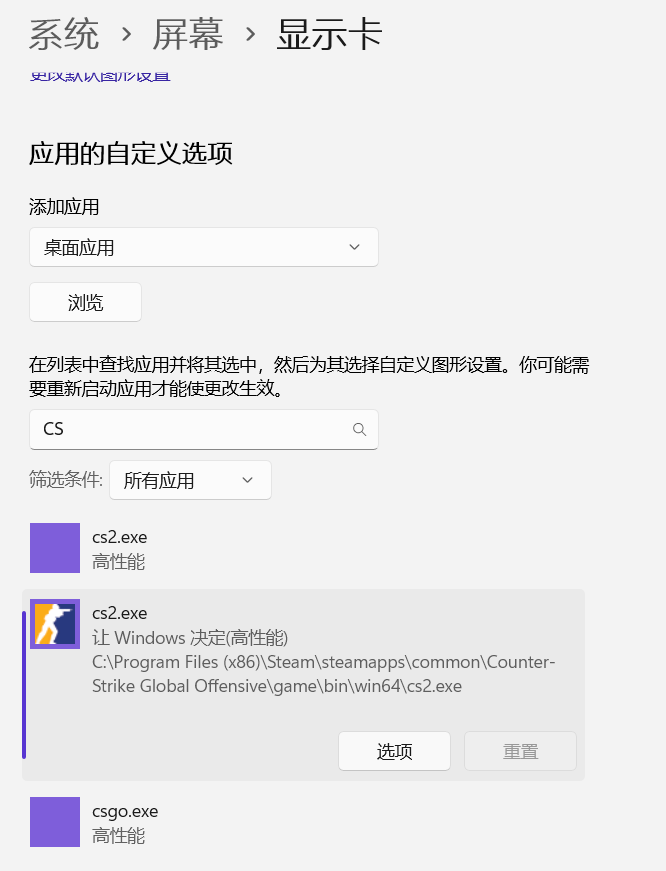 系统 > 屏幕 > 显示卡
更改默认图形设置
应用的自定义选项
添加应用
桌面应用
浏览
在列表中查找应用并将其选中，然后为其选择自定义图形设置。你可能需
要重新启动应用才能使更改生效。
CS
筛选条件: 所有应用
cs2.exe
高性能
cs2.exe
让 Windows 决定(高性能)
C:\Program Files (x86)\Steam\steamapps\common\Counter-
Strike Global Offensive\game\bin\win64\cs2.exe
选项 重置
csgo.exe
高性能